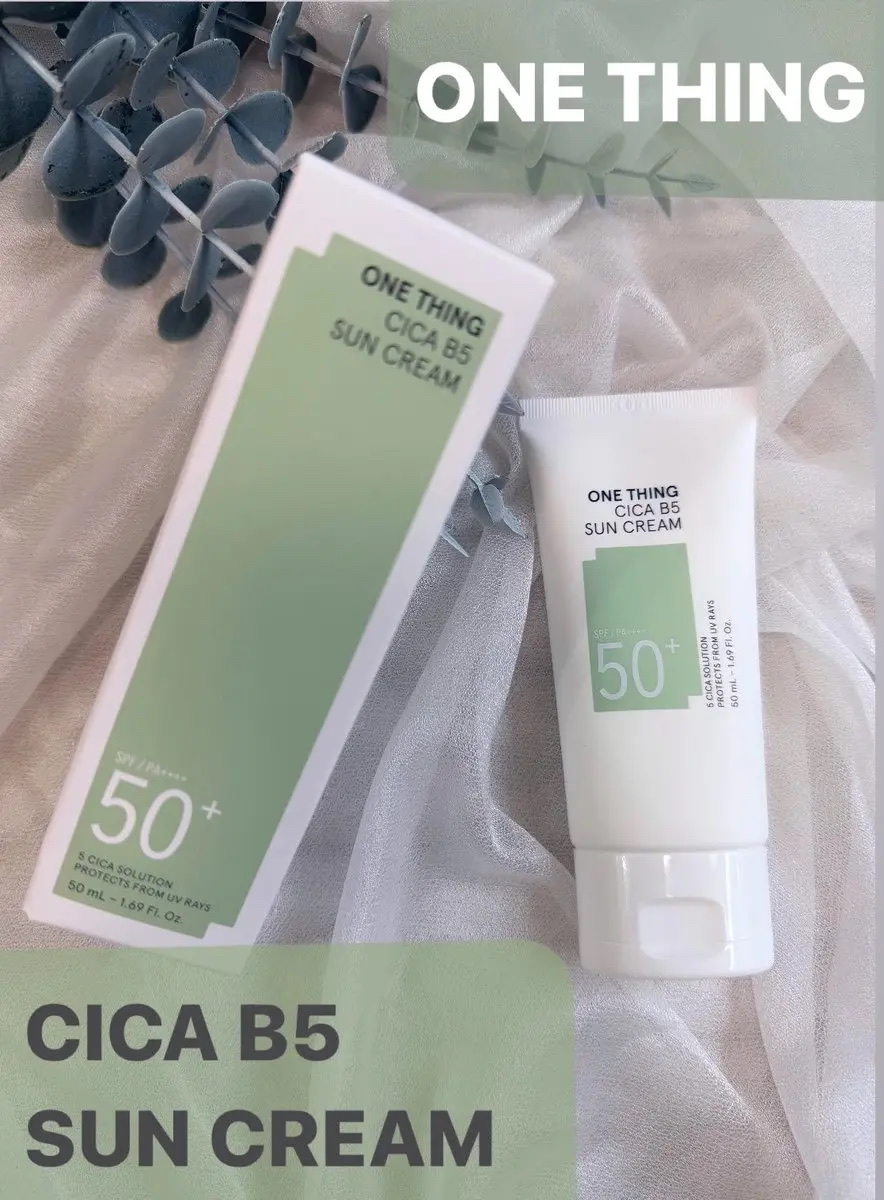 ONE THING
ONE THING
CICA B5
SUN CREAM
SPF / PA++++
50+
5 CICA SOLUTION
PROTECTS FROM UV RAYS
50 mL - 1.69 Fl. Oz.
ONE THING
CICA B5
SUN CREAM
SPF / PA++++
50+
5 CICA SOLUTION
PROTECTS FROM UV RAYS
50 mL - 1.69 Fl. Oz.
CICA B5
SUN CREAM